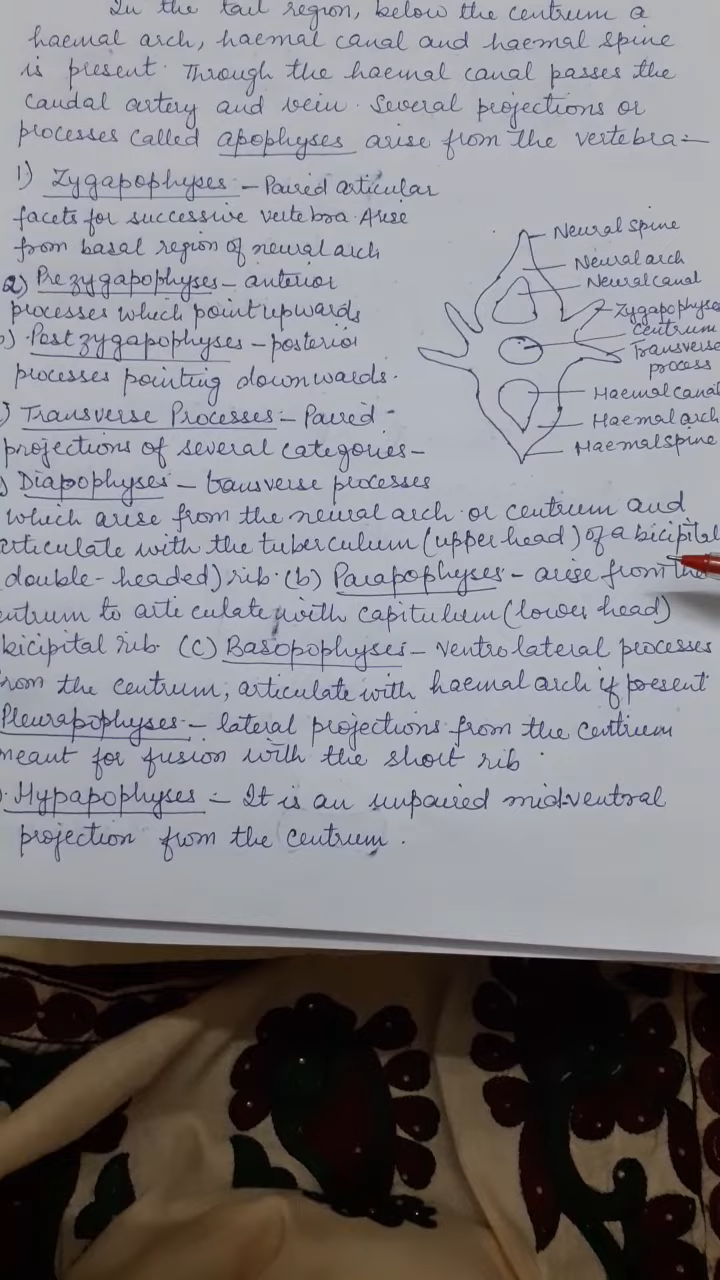 In the tail region, below the centrum a
haemal arch, haemal canal and haemal spine
is present. Through the haemal canal passes the
caudal artery and vein. Several projections or
processes called apophyses arise from the vertebra:-
1) Zygapophyses - Paired articular
facets for successive vertebra. Arise
from basal region of neural arch
a) Prezygapophyses - anterior
processes which point upwards
) Postzygapophyses - posterior
processes pointing downwards.
) Transverse Processes:- Paired -
projections of several categories-
) Diapophyses - transverse processes
which arise from the neural arch or centrum and
articulate with the tuberculum (upper head) of a bicipital
(double-headed) rib. (b) Parapophyses - arise from the
entrum to articulate with capitulum (lower head)
bicipital rib. (c) Basopophyses - ventrolateral processes
rom the centrum, articulate with haemal arch if present
Pleurapophyses - lateral projections from the centrum
meant for fusion with the short rib.
). Hypapophyses - It is an unpaired midventral
projection from the centrum.
Neural spine
Neural arch
Neural canal
Zygapophyse
Centrum
Transverse
process
Haemal canal
Haemal arch
Haemal spine